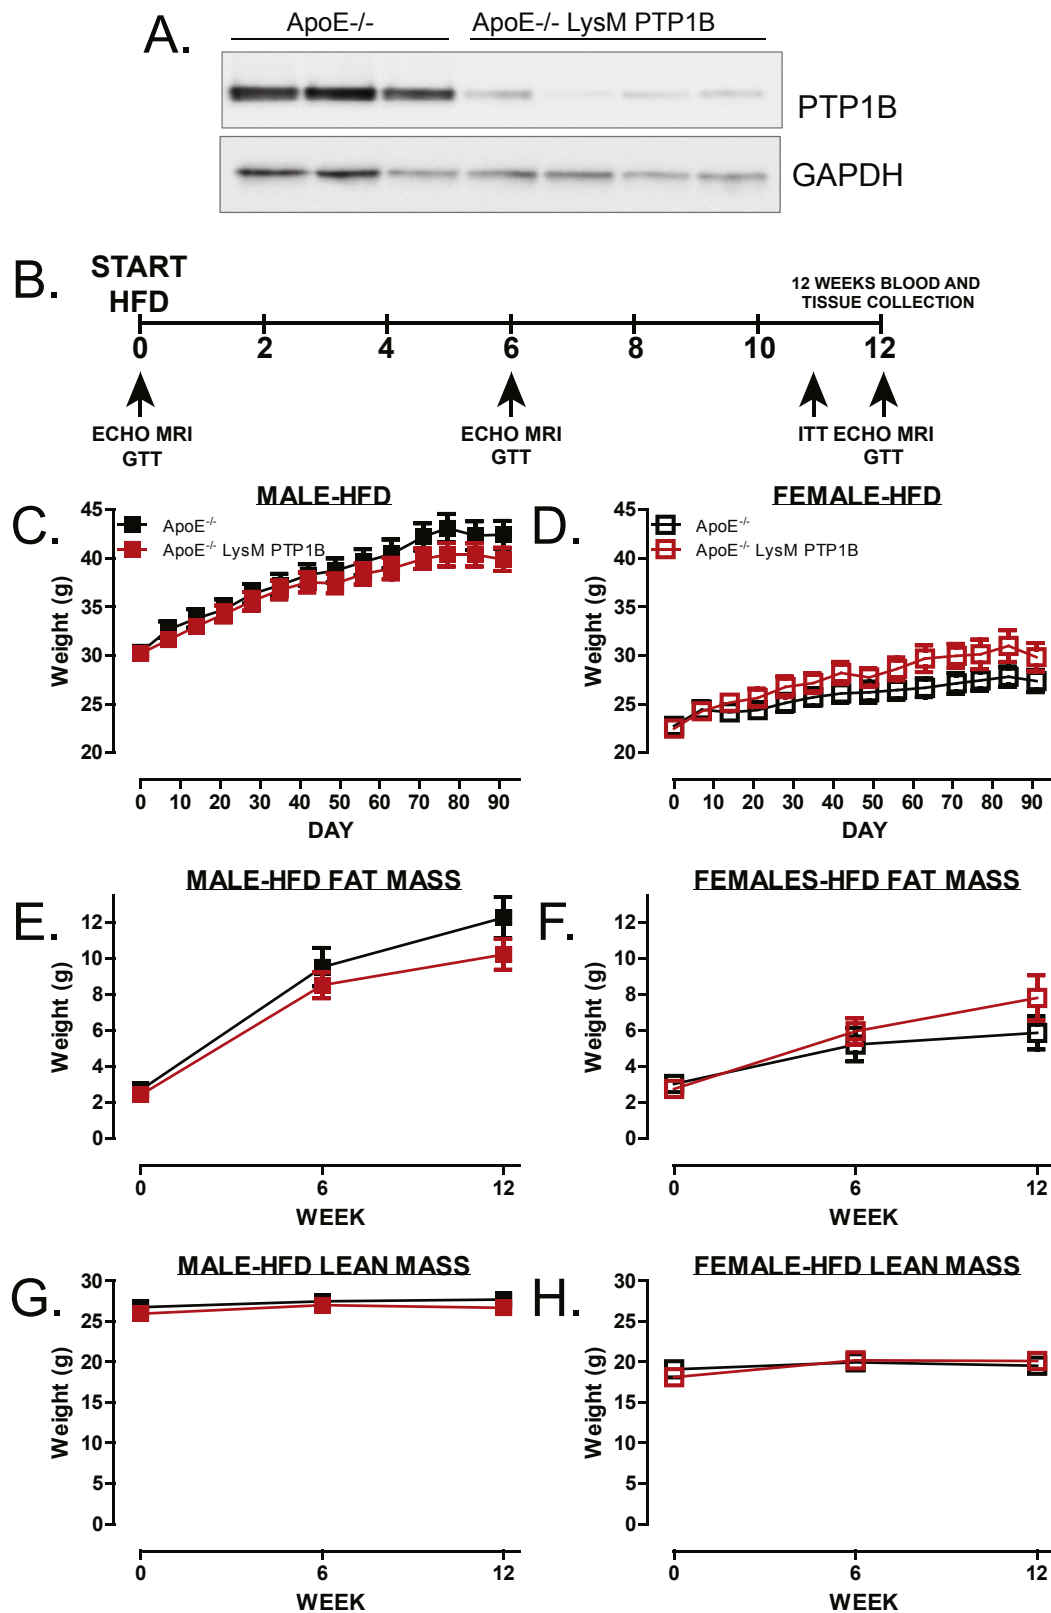 A.
ApoE-/-
ApoE-/- LysM PTP1B
PTP1B
GAPDH
B.
START
HFD
12 WEEKS BLOOD AND
TISSUE COLLECTION
0 2 4 6 8 10 12
ECHO MRI
GTT
ECHO MRI
GTT
ITT ECHO MRI
GTT
C.
MALE-HFD
ApoE-/-
ApoE-/- LysM PTP1B
Weight (g)
45
40
35
30
25
20
0 10 20 30 40 50 60 70 80 90
DAY
D.
FEMALE-HFD
ApoE-/-
ApoE-/- LysM PTP1B
Weight (g)
45
40
35
30
25
20
0 10 20 30 40 50 60 70 80 90
DAY
E.
MALE-HFD FAT MASS
Weight (g)
12
10
8
6
4
2
0
0 6 12
WEEK
F.
FEMALES-HFD FAT MASS
Weight (g)
12
10
8
6
4
2
0
0 6 12
WEEK
G.
MALE-HFD LEAN MASS
Weight (g)
30
25
20
15
10
5
0
0 6 12
WEEK
H.
FEMALE-HFD LEAN MASS
Weight (g)
30
25
20
15
10
5
0
0 6 12
WEEK